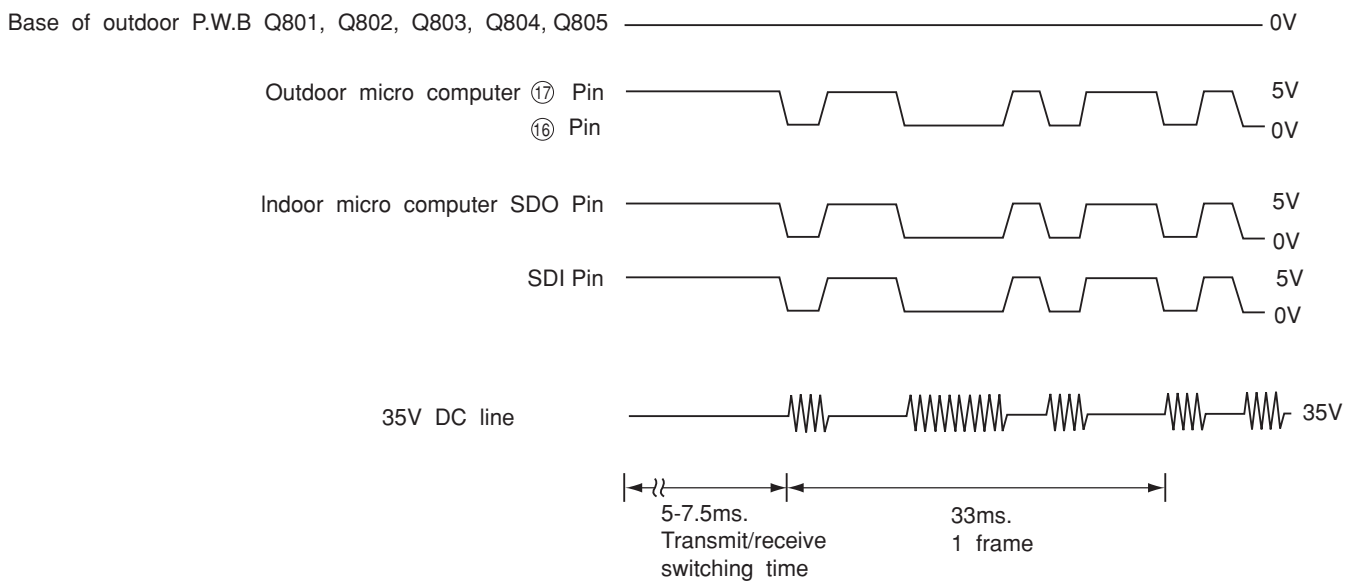 Base of outdoor P.W.B Q801, Q802, Q803, Q804, Q805
0V
Outdoor micro computer ⑰ Pin
5V
⑯ Pin
0V
Indoor micro computer SDO Pin
5V
0V
SDI Pin
5V
0V
35V DC line
35V
5-7.5ms.
Transmit/receive
switching time
33ms.
1 frame